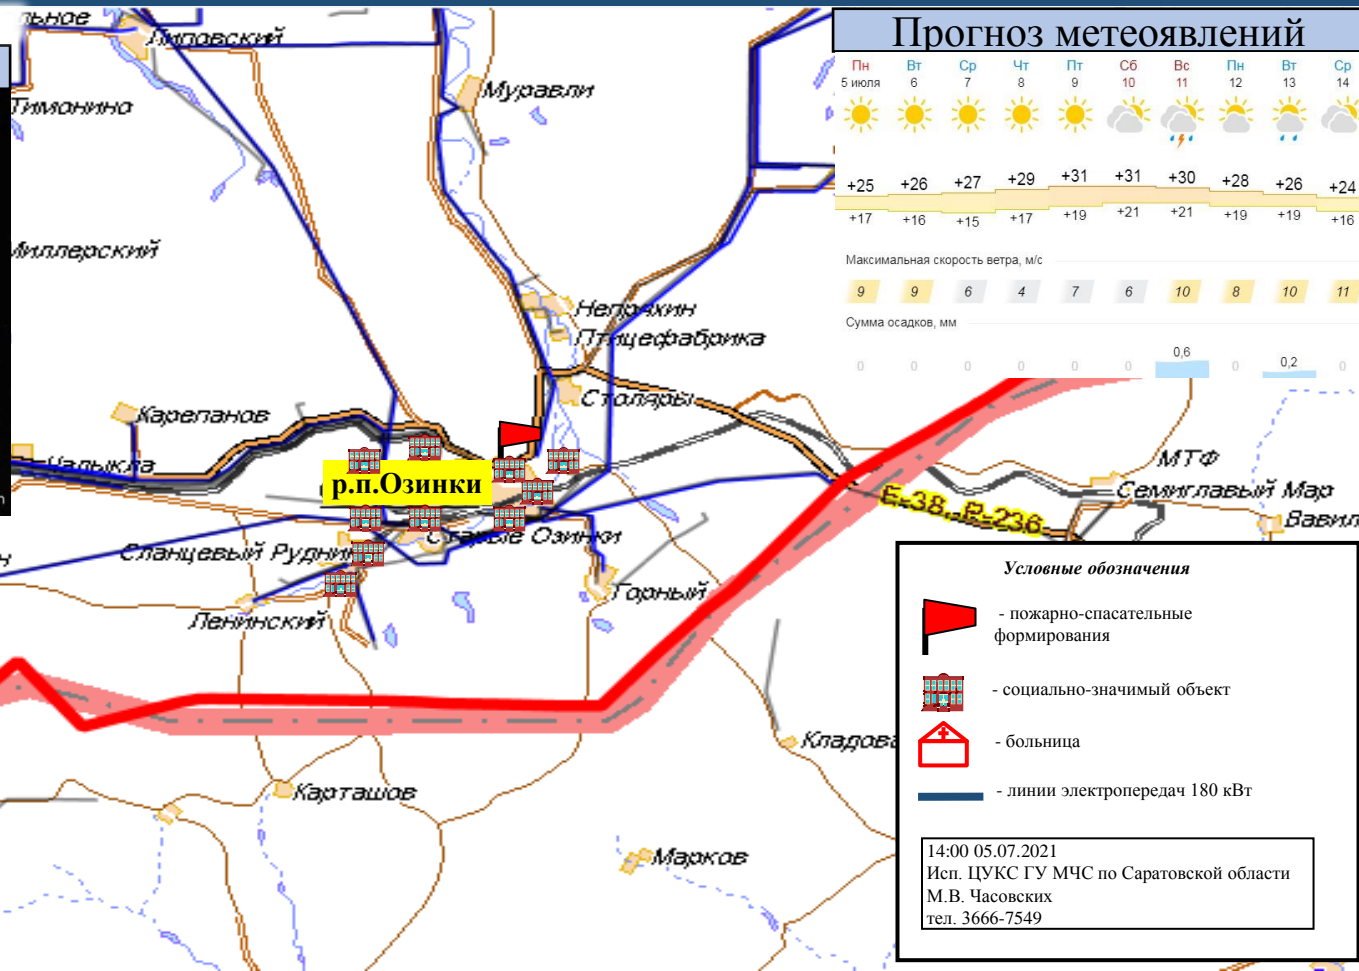 Прогноз метеоявлений
Пн Вт Ср Чт Пт Сб Вс Пн Вт Ср
5 июля 6 7 8 9 10 11 12 13 14
+25 +26 +27 +29 +31 +31 +30 +28 +26 +24
+17 +16 +15 +17 +19 +21 +21 +19 +19 +16
Максимальная скорость ветра, м/с
9 9 6 4 7 6 10 8 10 11
Сумма осадков, мм
0 0 0 0 0 0 0,6 0 0,2 0
Липовский
Муравли
Тимонино
Миллерский
Непряхин
Птицефабрика
Столяры
Карепанов
Чалыкла
р.п.Озинки
МТФ
Семиглавый Мар
Е-38, Р-236
Вавил
Старые Озинки
Сланцевый Рудни
Горный
Ленинский
Кладова
Карташов
Марков
Условные обозначения
- пожарно-спасательные
формирования
- социально-значимый объект
- больница
- линии электропередач 180 кВт
14:00 05.07.2021
Исп. ЦУКС ГУ МЧС по Саратовской области
М.В. Часовских
тел. 3666-7549